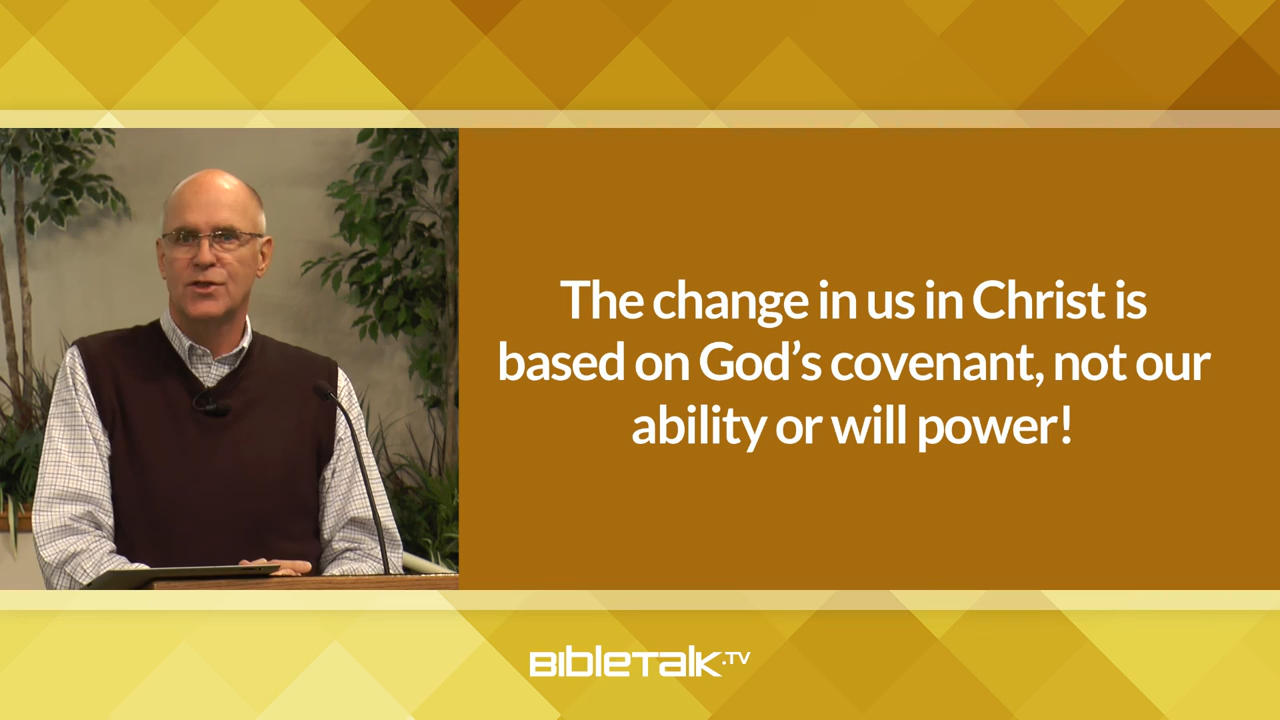 The change in us in Christ is
based on God’s covenant, not our
ability or will power!
BIBLETALK.TV